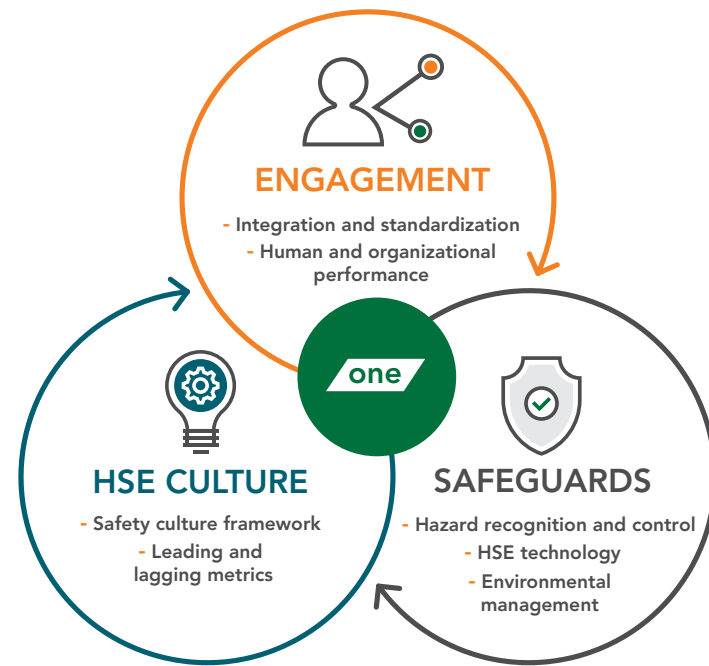 ENGAGEMENT
- Integration and standardization
- Human and organizational
performance
one
HSE CULTURE
- Safety culture framework
- Leading and
lagging metrics
SAFEGUARDS
- Hazard recognition and control
- HSE technology
- Environmental
management